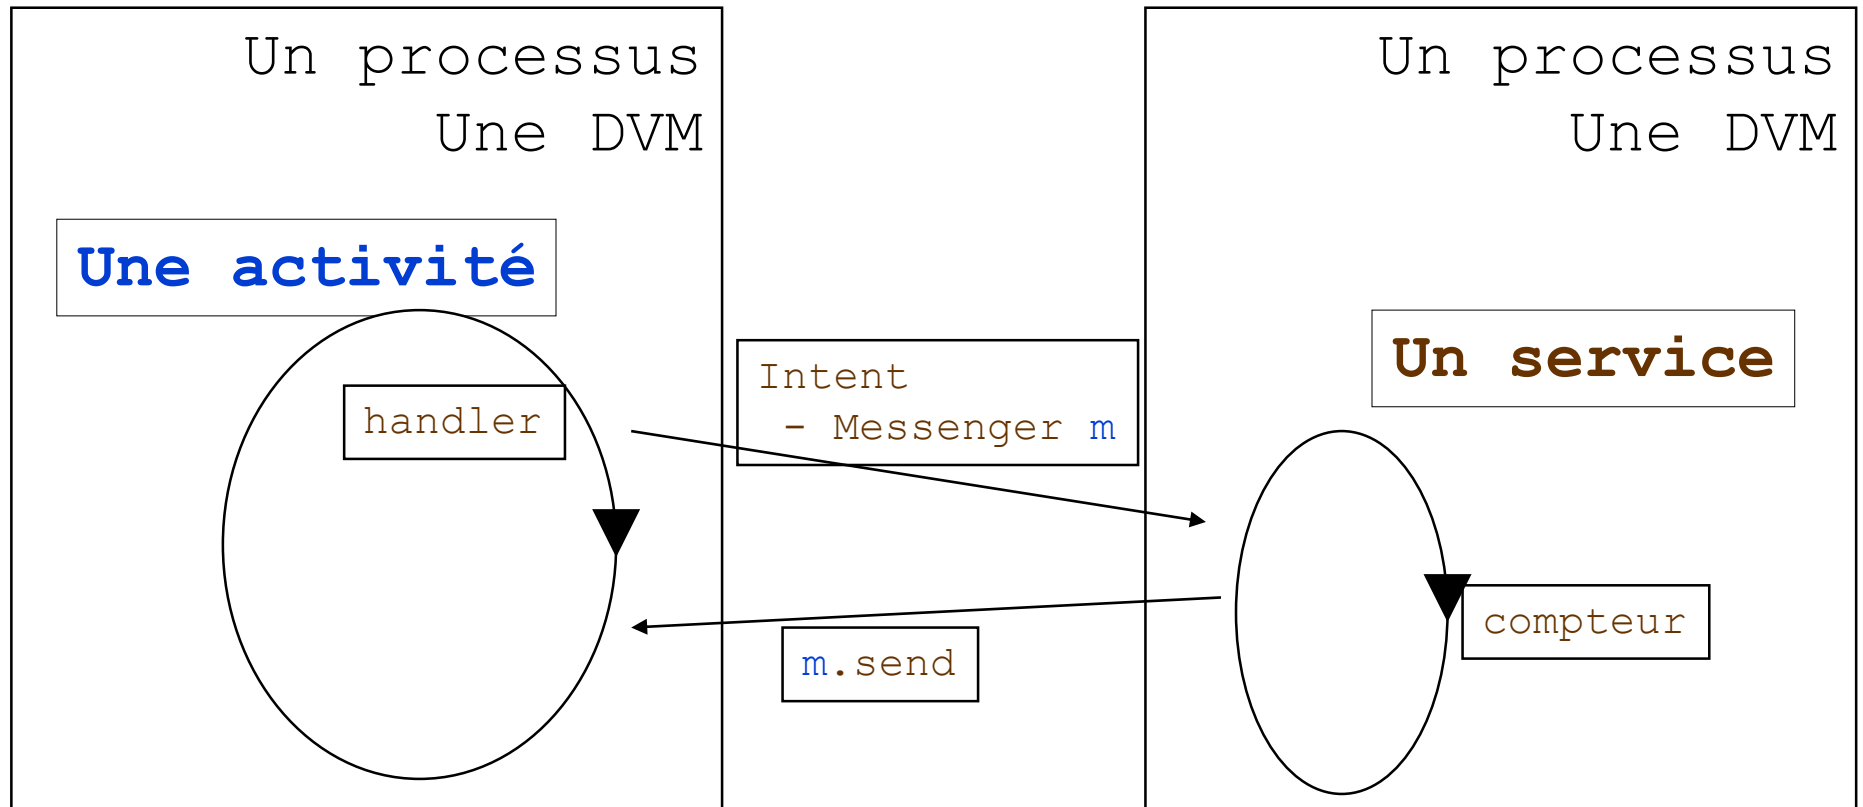 Un processus
Une DVM
Une activité
handler
Intent
- Messenger m
m.send
Un processus
Une DVM
Un service
compteur